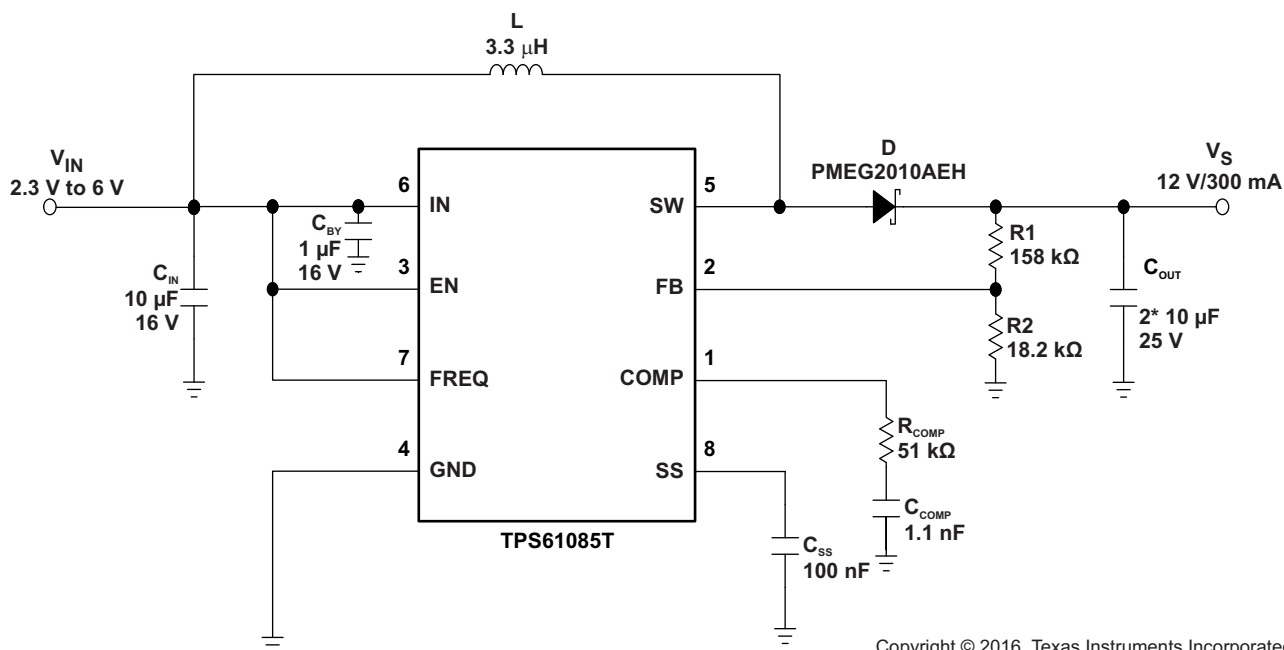 L
3.3 μH
V_IN
2.3 V to 6 V
D
PMEG2010AEH
V_S
12 V/300 mA
6
IN
5
SW
C_BY
1 µF
16 V
R1
158 kΩ
C_IN
10 µF
16 V
3
EN
2
FB
C_OUT
2* 10 µF
25 V
R2
18.2 kΩ
7
FREQ
1
COMP
R_COMP
51 kΩ
4
GND
8
SS
C_COMP
1.1 nF
TPS61085T
C_SS
100 nF
Copyright © 2016, Texas Instruments Incorporated